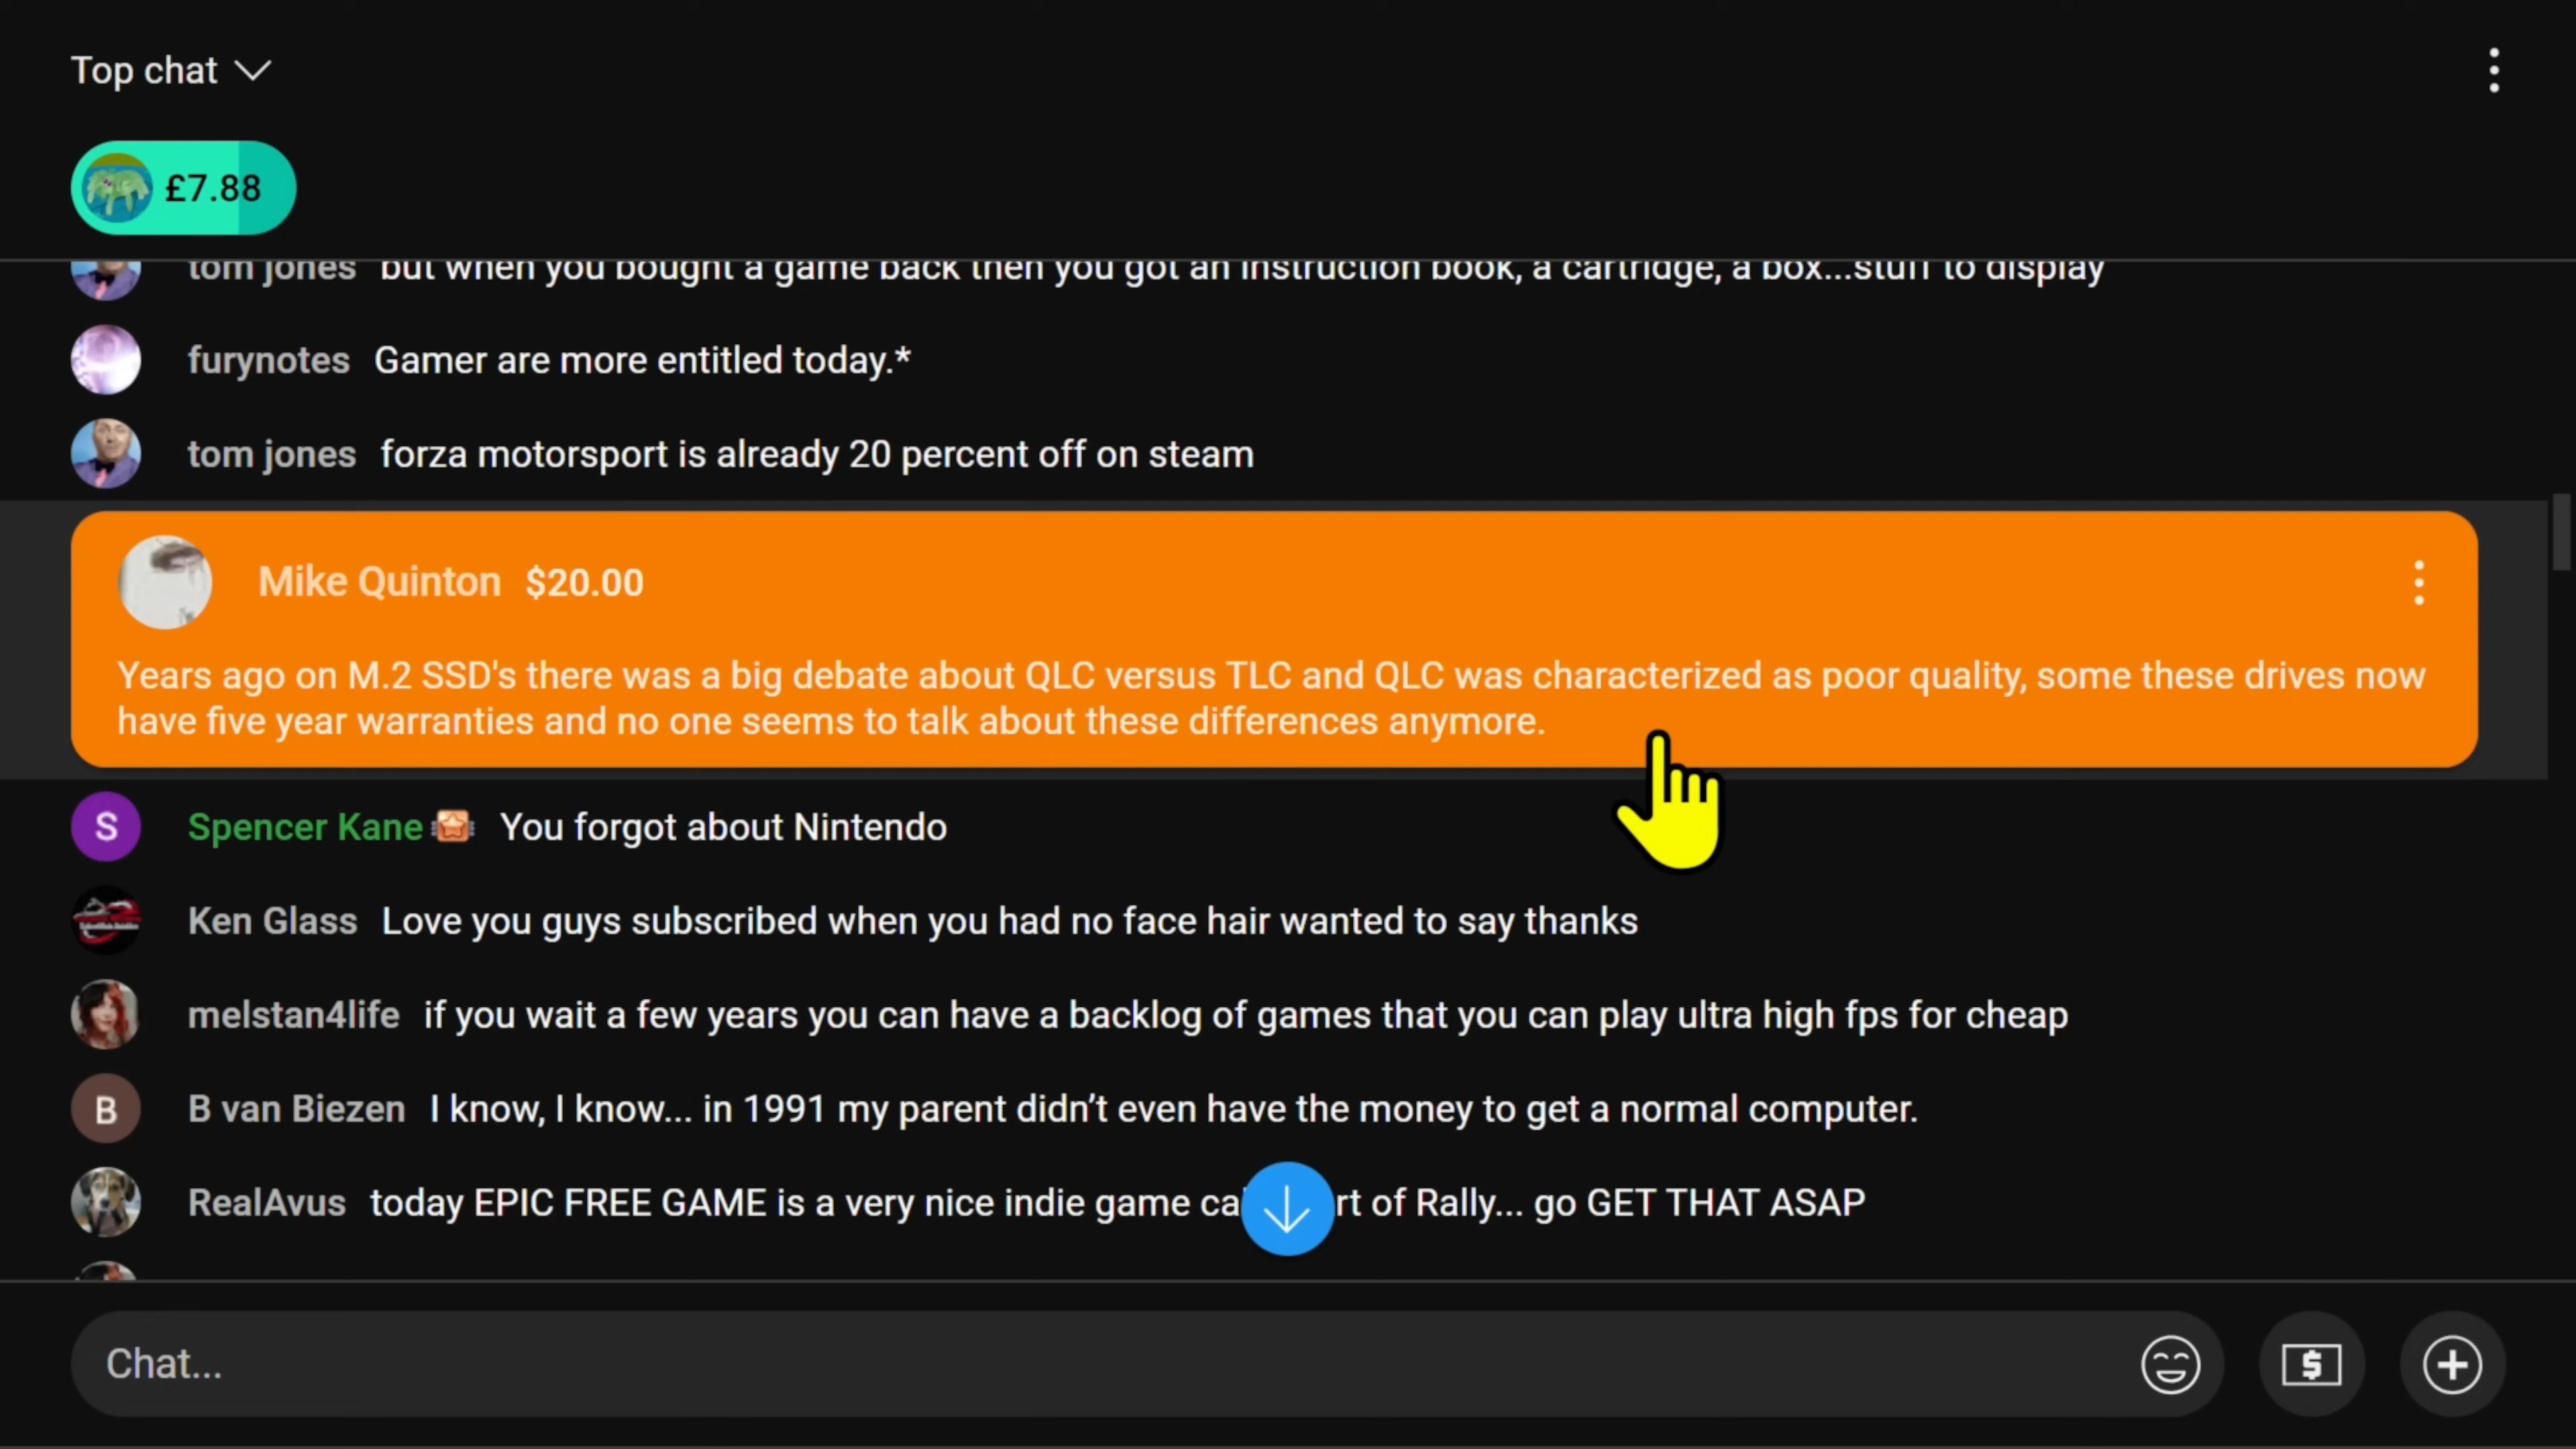 Top chat
£7.88
tom jones but when you bought a game back then you got an instruction book, a cartridge, a box...stuff to display
furynotes Gamer are more entitled today.*
tom jones forza motorsport is already 20 percent off on steam
Mike Quinton $20.00
Years ago on M.2 SSD's there was a big debate about QLC versus TLC and QLC was characterized as poor quality, some these drives now
have five year warranties and no one seems to talk about these differences anymore.
S Spencer Kane You forgot about Nintendo
Ken Glass Love you guys subscribed when you had no face hair wanted to say thanks
melstan4life if you wait a few years you can have a backlog of games that you can play ultra high fps for cheap
B B van Biezen I know, I know... in 1991 my parent didn't even have the money to get a normal computer.
RealAvus today EPIC FREE GAME is a very nice indie game ca rt of Rally... go GET THAT ASAP
Chat...